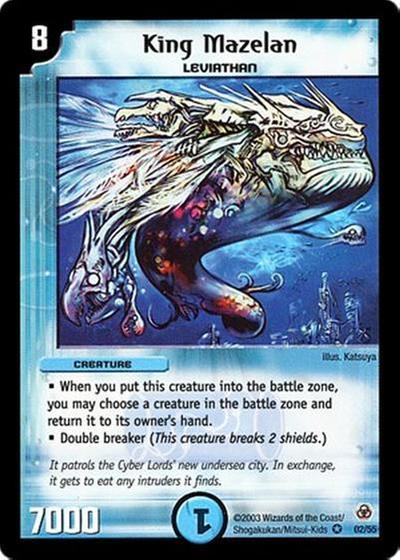 8
King Mazelan
LEVIATHAN
illus. Katsuya
CREATURE
▪ When you put this creature into the battle zone,
you may choose a creature in the battle zone and
return it to its owner's hand.
▪ Double breaker (This creature breaks 2 shields.)
It patrols the Cyber Lords' new undersea city. In exchange,
it gets to eat any intruders it finds.
7000
1
©2003 Wizards of the Coast/
Shogakukan/Mitsui-Kids ✪ 02/55